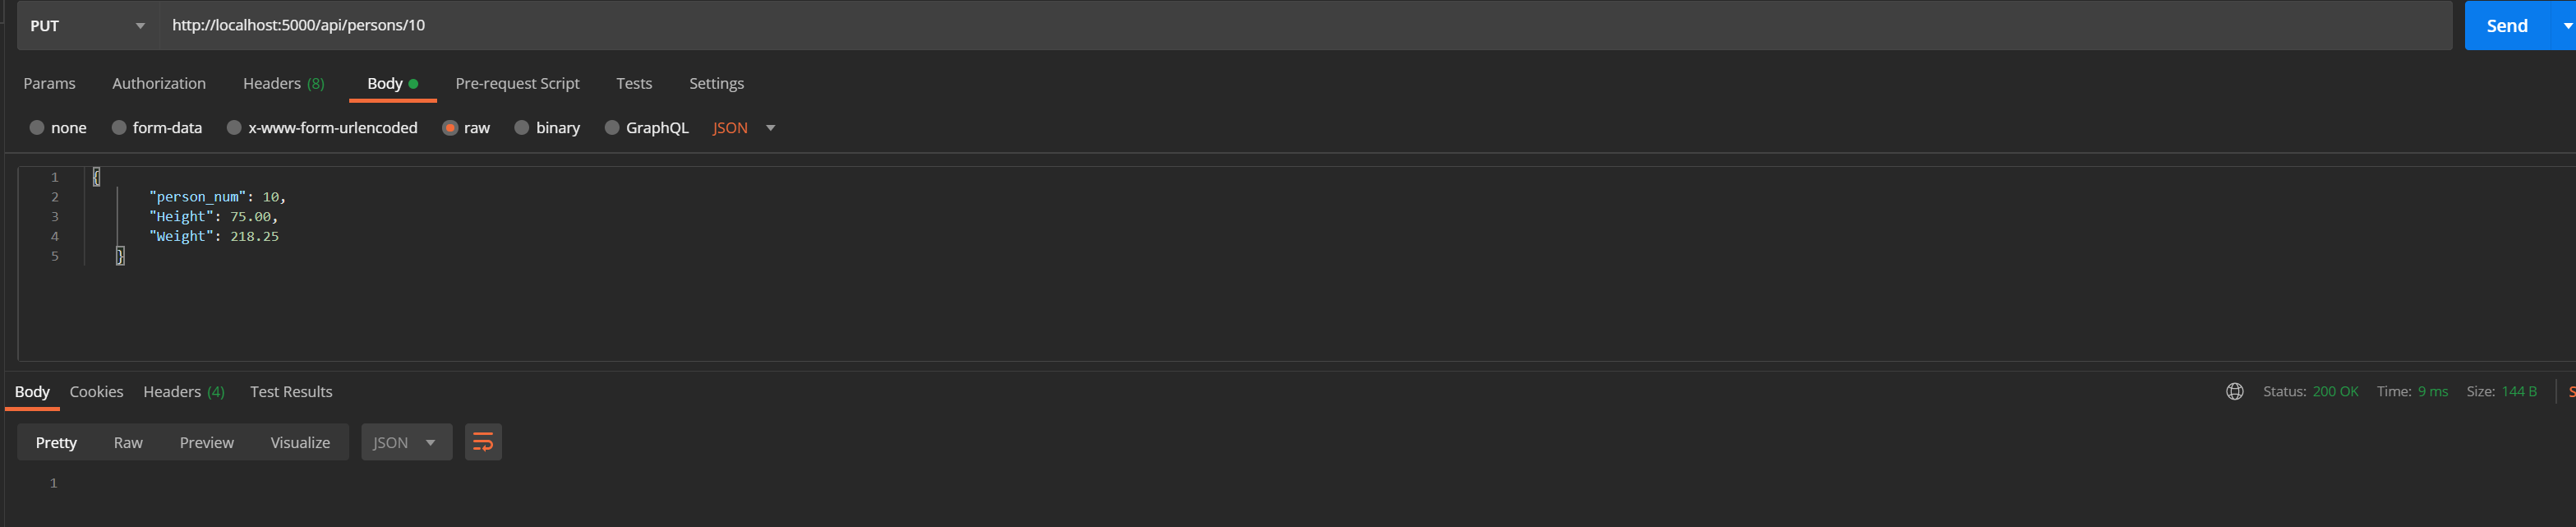 PUT http://localhost:5000/api/persons/10 Send
Params Authorization Headers (8) Body Pre-request Script Tests Settings
none form-data x-www-form-urlencoded raw binary GraphQL JSON
1 {
2 "person_num": 10,
3 "Height": 75.00,
4 "Weight": 218.25
5 }
Body Cookies Headers (4) Test Results Status: 200 OK Time: 9 ms Size: 144 B S
Pretty Raw Preview Visualize JSON
1